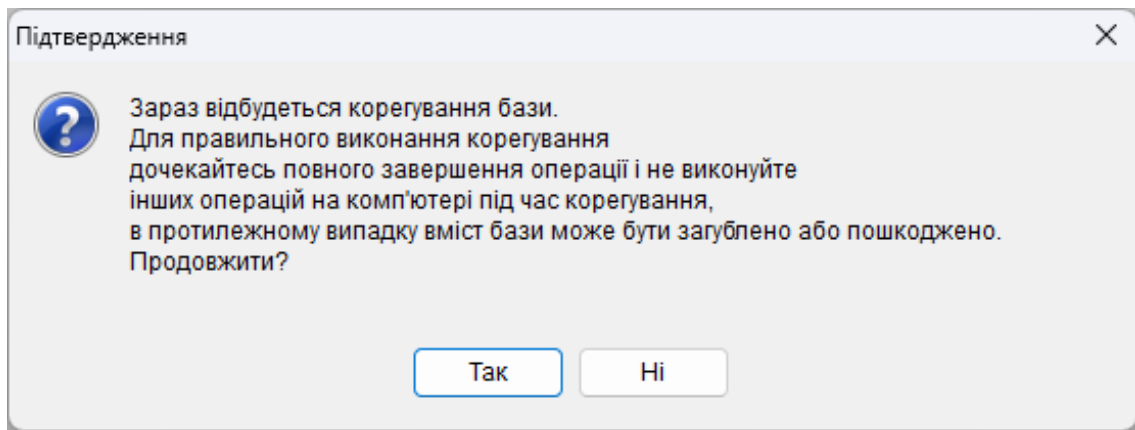 Підтвердження
Зараз відбудеться корегування бази.
Для правильного виконання корегування
дочекайтесь повного завершення операції і не виконуйте
інших операцій на комп'ютері під час корегування,
в протилежному випадку вміст бази може бути загублено або пошкоджено.
Продовжити?
Так
Ні